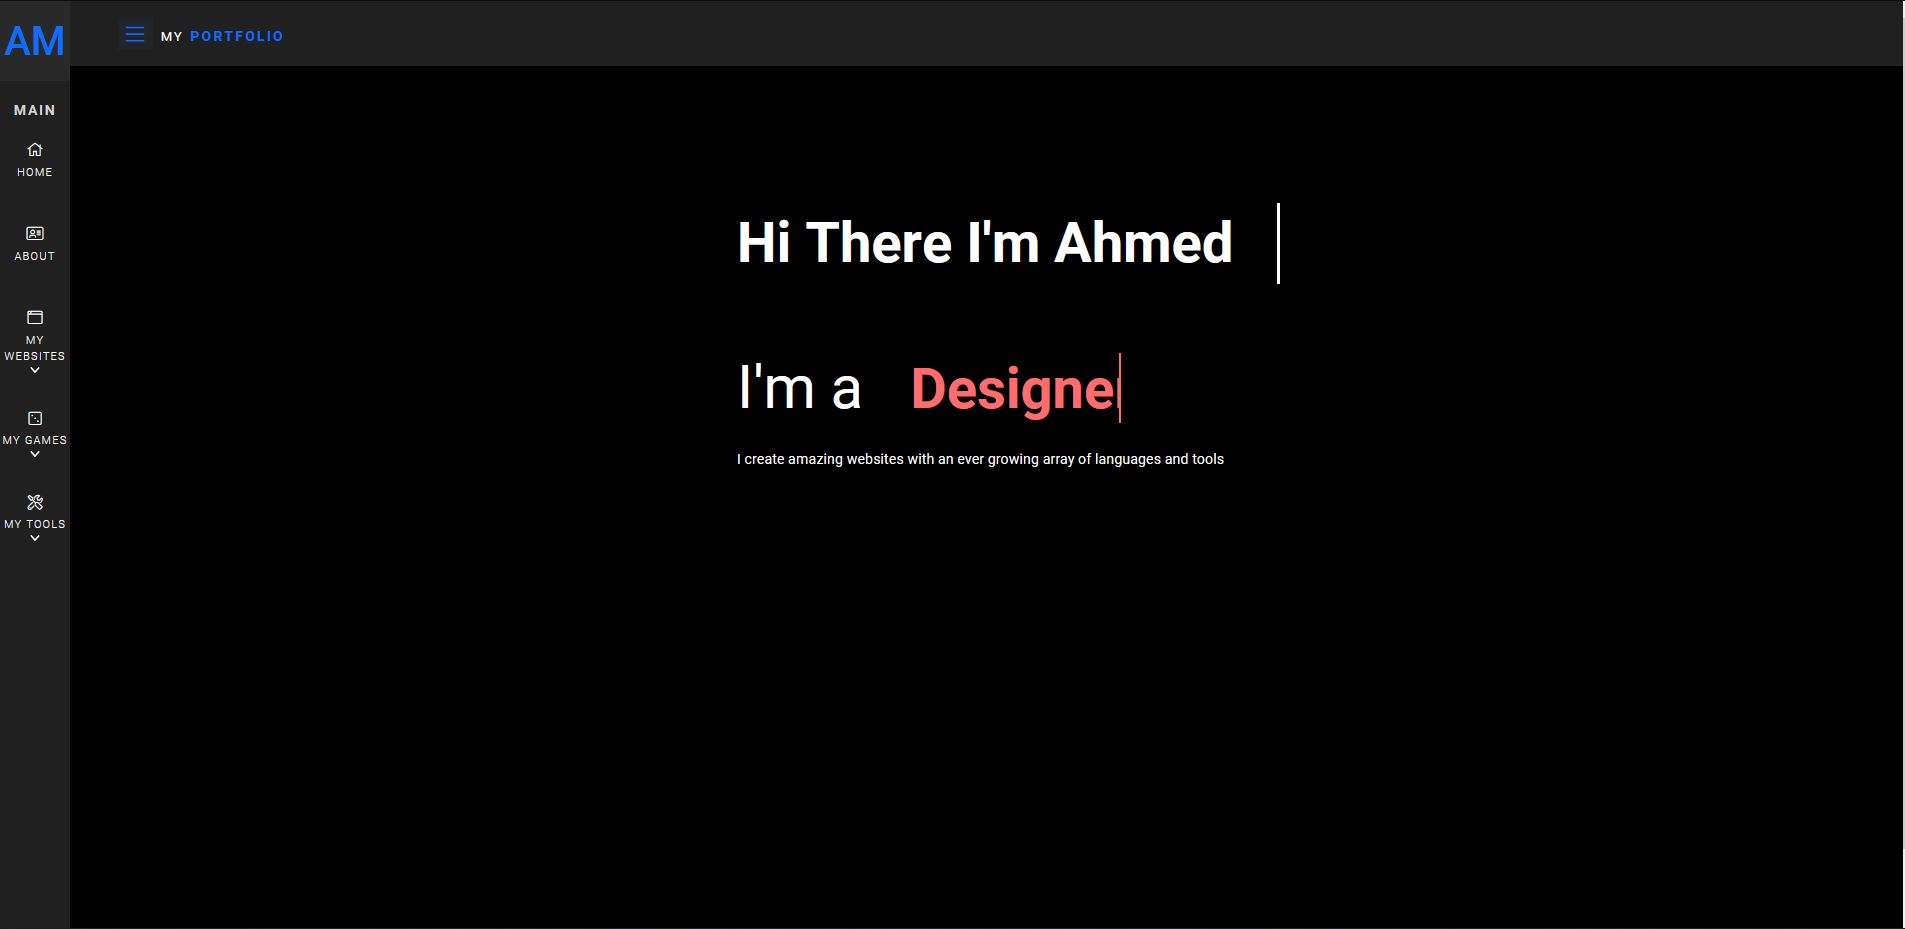 AM
MY PORTFOLIO
MAIN
HOME
ABOUT
MY
WEBSITES
MY GAMES
MY TOOLS
Hi There I'm Ahmed
I'm a Designe
I create amazing websites with an ever growing array of languages and tools